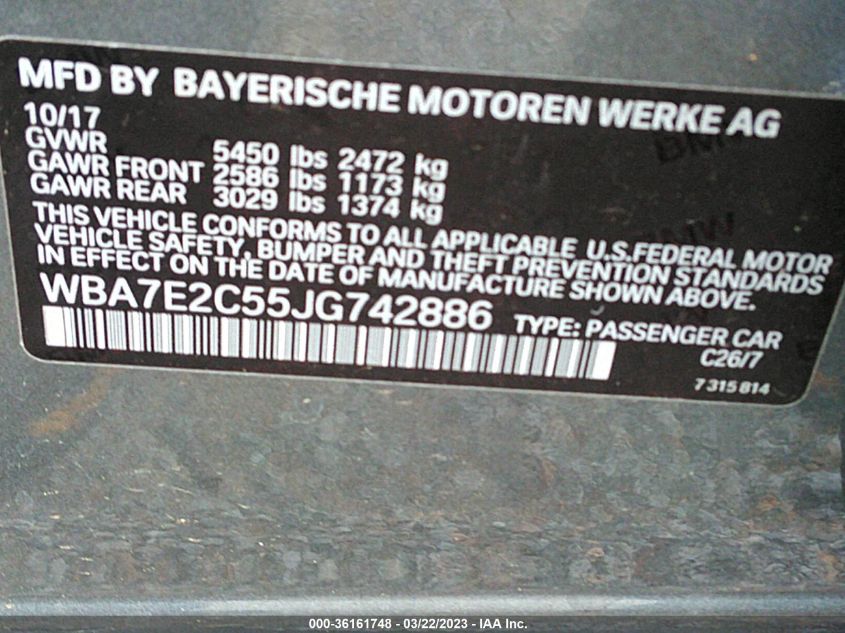 MFD BY BAYERISCHE MOTOREN WERKE AG
10/17
GVWR 5450 lbs 2472 kg
GAWR FRONT 2586 lbs 1173 kg
GAWR REAR 3029 lbs 1374 kg
THIS VEHICLE CONFORMS TO ALL APPLICABLE U.S.FEDERAL MOTOR
VEHICLE SAFETY, BUMPER AND THEFT PREVENTION STANDARDS
IN EFFECT ON THE DATE OF MANUFACTURE SHOWN ABOVE.
WBA7E2C55JG742886 TYPE: PASSENGER CAR
C26/7
7 315 814
000-36161748 - 03/22/2023 - IAA Inc.